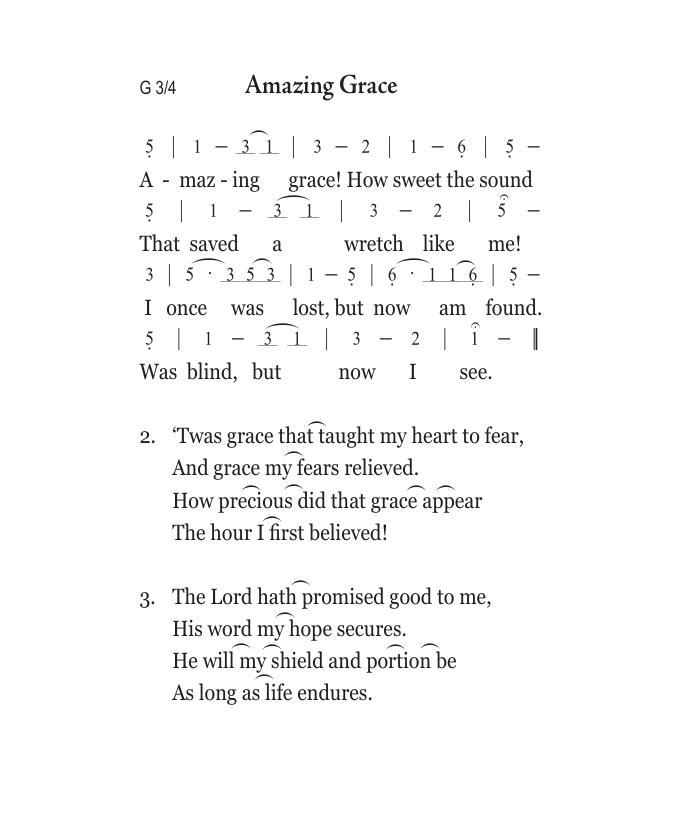 G 3/4 Amazing Grace
5̣ | 1 – 3 1 | 3 – 2 | 1 – 6̣ | 5̣ –
A - maz - ing grace! How sweet the sound
5̣ | 1 – 3 1 | 3 – 2 | 5 –
That saved a wretch like me!
3 | 5 · 3 5 3 | 1 – 5̣ | 6̣ · 1 1 6̣ | 5̣ –
I once was lost, but now am found.
5̣ | 1 – 3 1 | 3 – 2 | 1 – ‖
Was blind, but now I see.
2. ‘Twas grace that taught my heart to fear,
And grace my fears relieved.
How precious did that grace appear
The hour I first believed!
3. The Lord hath promised good to me,
His word my hope secures.
He will my shield and portion be
As long as life endures.